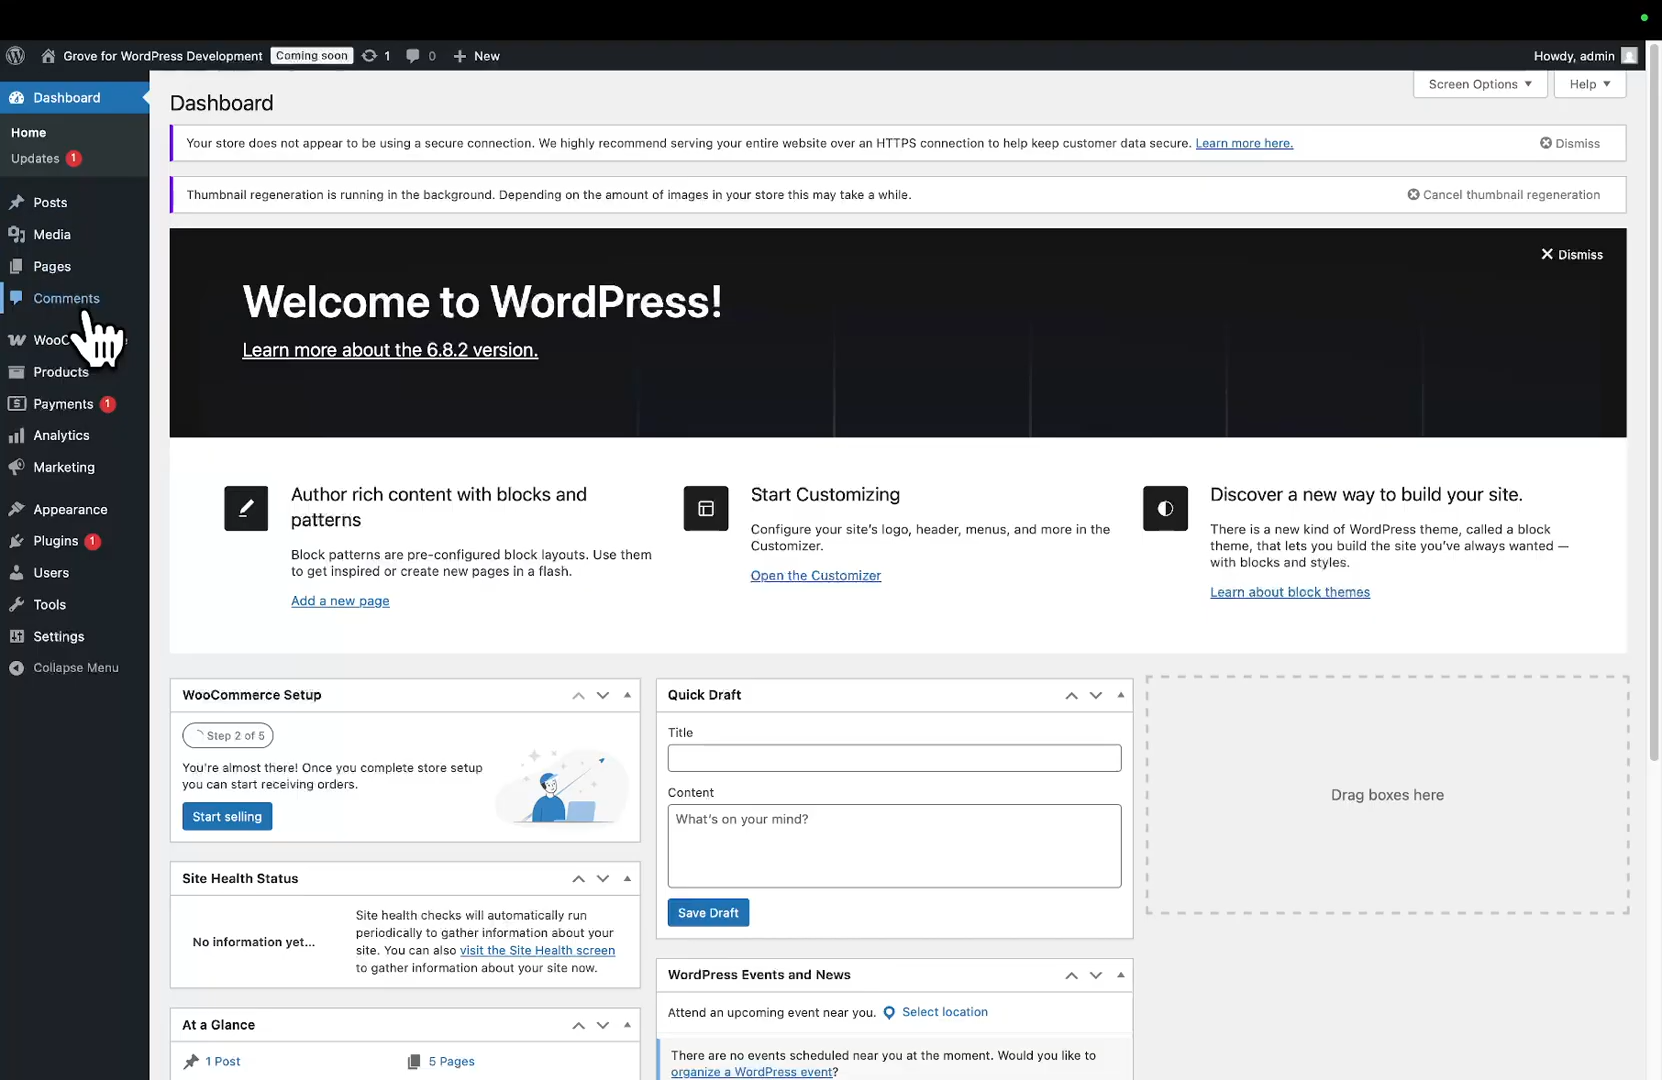 Grove for WordPress Development Coming soon 1 0 New Howdy, admin
Screen Options Help
Dashboard
Home
Updates 1
Posts
Media
Pages
Comments
Products
Payments 1
Analytics
Marketing
Appearance
Plugins 1
Users
Tools
Settings
Collapse Menu
Dashboard
Your store does not appear to be using a secure connection. We highly recommend serving your entire website over an HTTPS connection to help keep customer data secure. Learn more here. Dismiss
Thumbnail regeneration is running in the background. Depending on the amount of images in your store this may take a while. Cancel thumbnail regeneration
Dismiss
Welcome to WordPress!
Learn more about the 6.8.2 version.
Author rich content with blocks and
patterns
Block patterns are pre-configured block layouts. Use them
to get inspired or create new pages in a flash.
Add a new page
Start Customizing
Configure your site's logo, header, menus, and more in the
Customizer.
Open the Customizer
Discover a new way to build your site.
There is a new kind of WordPress theme, called a block
theme, that lets you build the site you've always wanted —
with blocks and styles.
Learn about block themes
WooCommerce Setup
Step 2 of 5
You're almost there! Once you complete store setup
you can start receiving orders.
Start selling
Site Health Status
No information yet...
Site health checks will automatically run
periodically to gather information about your
site. You can also visit the Site Health screen
to gather information about your site now.
At a Glance
1 Post 5 Pages
Quick Draft
Title
Content
What's on your mind?
Save Draft
WordPress Events and News
Attend an upcoming event near you. Select location
There are no events scheduled near you at the moment. Would you like to
organize a WordPress event?
Drag boxes here